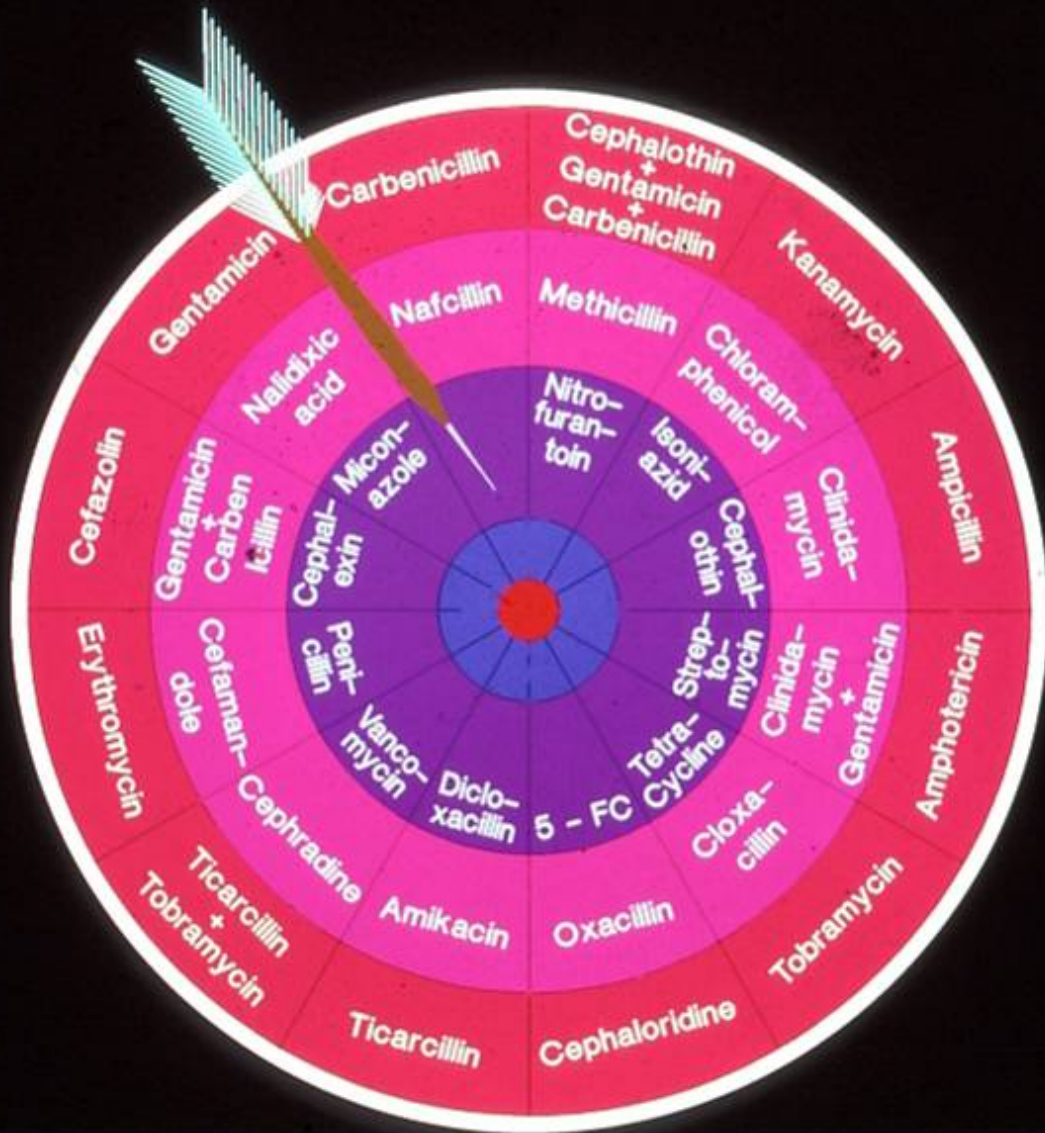 Carbenicillin
Cephalothin
+
Gentamicin
+
Carbenicillin
Kanamycin
Ampicillin
Amphotericin
Tobramycin
Cephaloridine
Ticarcillin
Ticarcillin
+
Tobramycin
Erythromycin
Cefazolin
Gentamicin
Nafcillin
Methicillin
Chloram-
phenicol
Clinida-
mycin
Clinida-
mycin
+
Gentamicin
Cloxa-
cillin
Oxacillin
Amikacin
Cephradine
Cefaman-
dole
Gentamicin
+
Carben
Icillin
Nalidixic
acid
Nitro-
furan-
toin
Isoni-
azid
Cephal-
othin
Strep-
to-
mycin
Tetra-
Cycline
5 - FC
Diclo-
xacillin
Vanco-
mycin
Peni-
cillin
Cephal-
exin
Micon-
azole